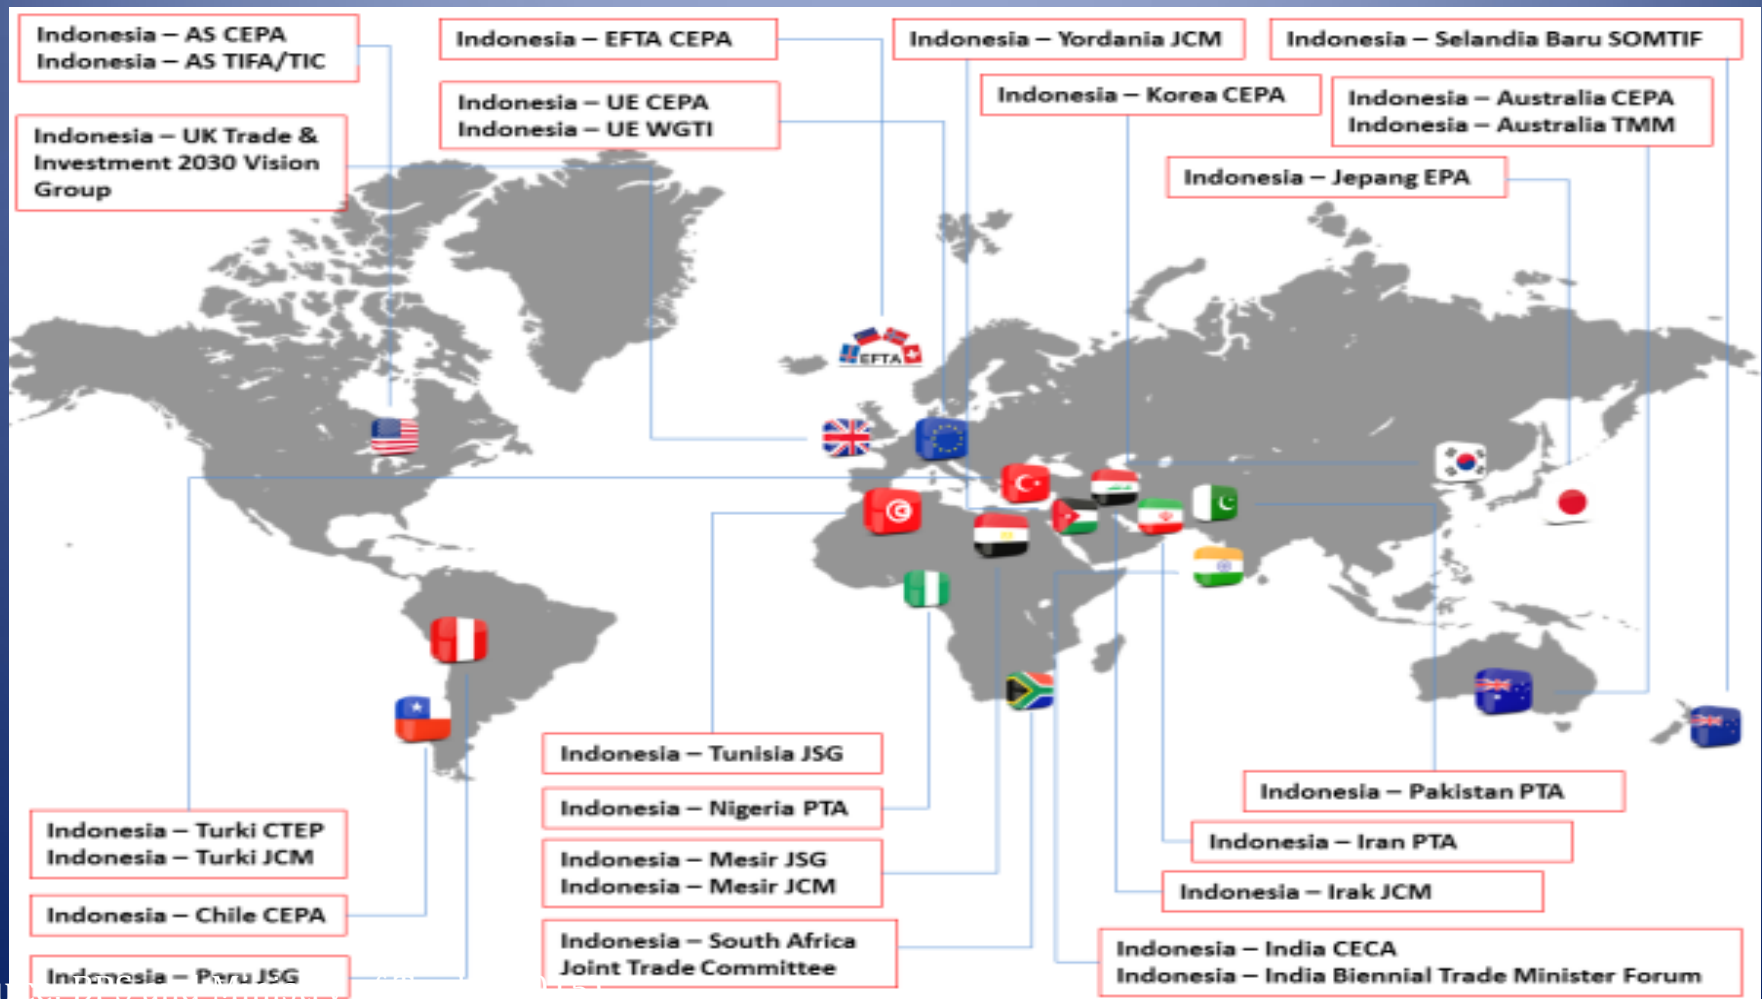 Indonesia – AS CEPA
Indonesia – AS TIFA/TIC
Indonesia – EFTA CEPA
Indonesia – Yordania JCM
Indonesia – Selandia Baru SOMTIF
Indonesia – UE CEPA
Indonesia – UE WGTI
Indonesia – Korea CEPA
Indonesia – Australia CEPA
Indonesia – Australia TMM
Indonesia – UK Trade &
Investment 2030 Vision
Group
Indonesia – Jepang EPA
EFTA
Indonesia – Tunisia JSG
Indonesia – Nigeria PTA
Indonesia – Mesir JSG
Indonesia – Mesir JCM
Indonesia – South Africa
Joint Trade Committee
Indonesia – Turki CTEP
Indonesia – Turki JCM
Indonesia – Chile CEPA
Indonesia – Peru JSG
Indonesia – Pakistan PTA
Indonesia – Iran PTA
Indonesia – Irak JCM
Indonesia – India CECA
Indonesia – India Biennial Trade Minister Forum